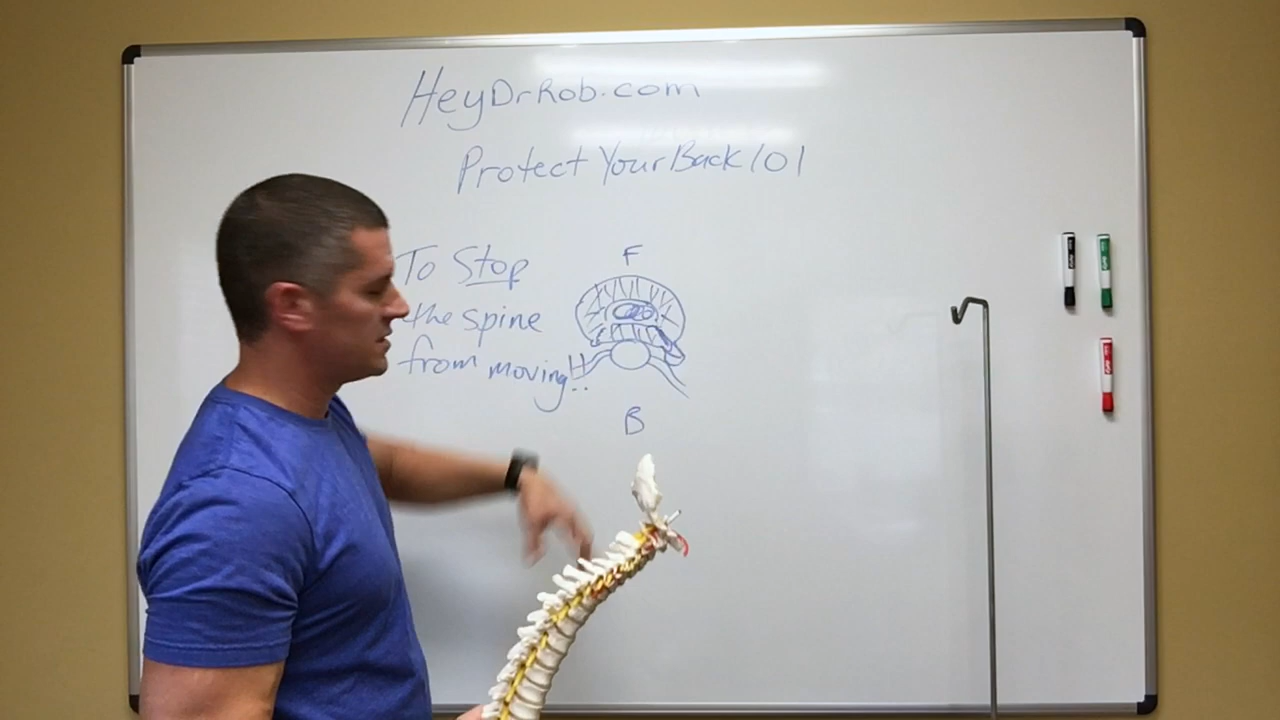 HeyDrRob.com
Protect Your Back 101
To Stop
the spine
from moving!..
F
B